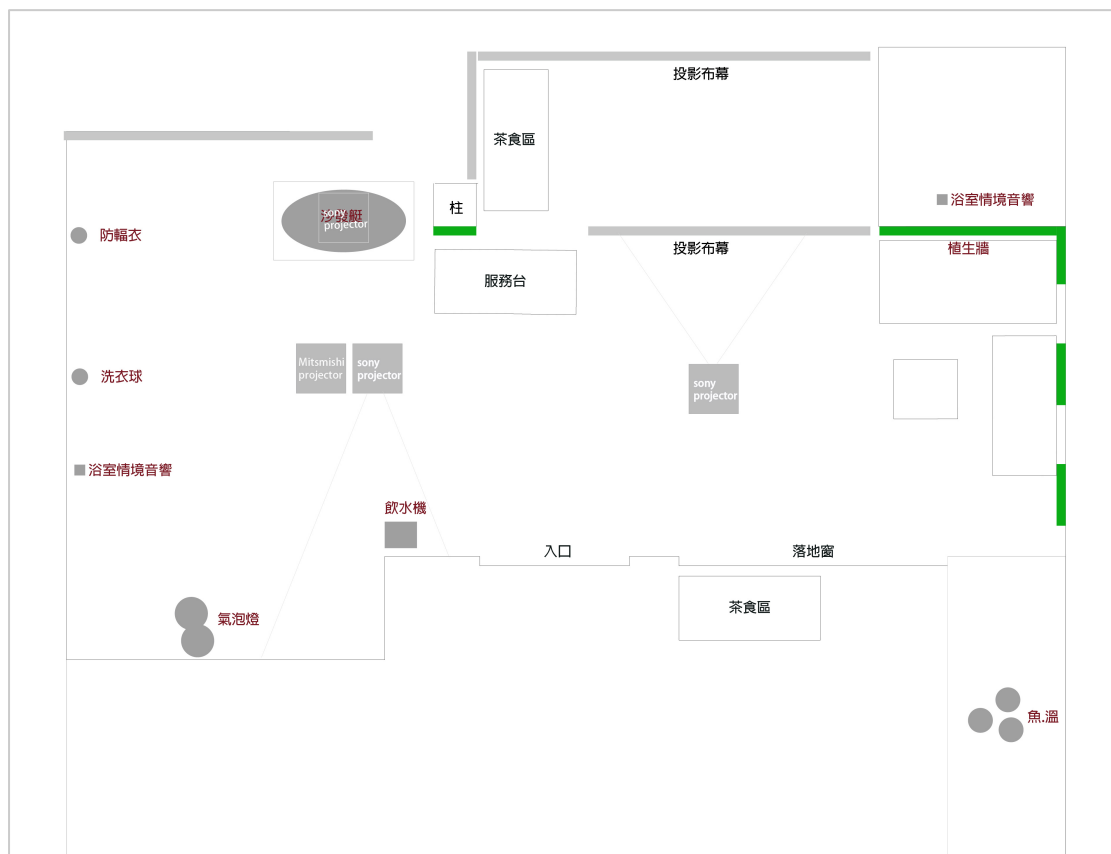 投影布幕
茶食區
柱
浴室情境音響
沙發艇
sony
projector
防輻衣
投影布幕
植生牆
服務台
Mitsmishi
projector
sony
projector
洗衣球
sony
projector
浴室情境音響
飲水機
入口
落地窗
氣泡燈
茶食區
魚.溫